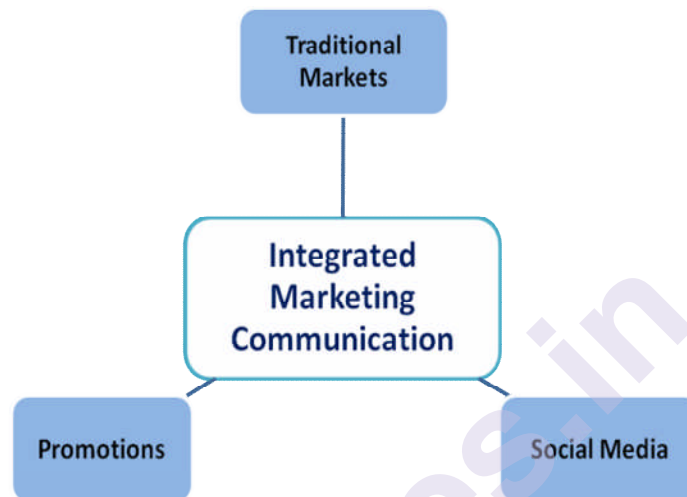 Traditional
Markets
Integrated
Marketing
Communication
Promotions
Social Media